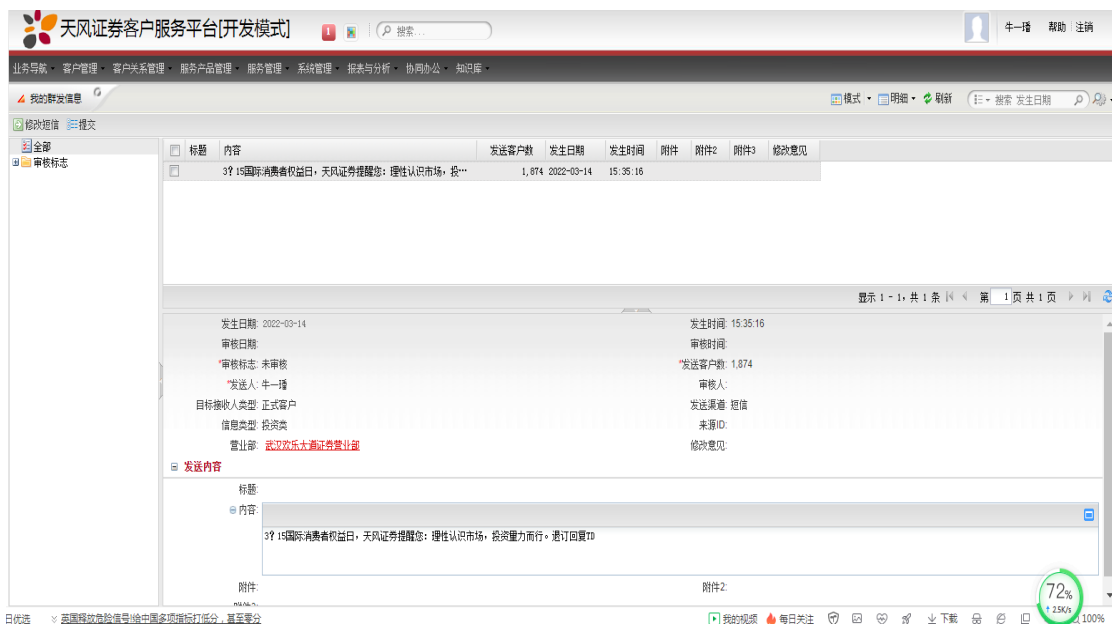 天风证券客户服务平台[开发模式] 1 搜索... 牛一璠 帮助 注销
业务导航 客户管理 客户关系管理 服务产品管理 服务管理 系统管理 报表与分析 协同办公 知识库
我的群发信息 模式 明细 刷新 搜索 发生日期
修改短信 提交
全部
审核标志
标题 内容 发送客户数 发生日期 发生时间 附件 附件2 附件3 修改意见
3? 15国际消费者权益日，天风证券提醒您：理性认识市场，投… 1,874 2022-03-14 15:35:16
显示 1 - 1，共 1 条 第 1 页 共 1 页
发生日期: 2022-03-14 发生时间: 15:35:16
审核日期: 审核时间:
*审核标志: 未审核 *发送客户数: 1,874
*发送人: 牛一璠 审核人:
目标接收人类型: 正式客户 发送渠道: 短信
信息类型: 投资类 来源ID:
营业部: 武汉欢乐大道证券营业部 修改意见:
发送内容
标题:
内容:
3? 15国际消费者权益日，天风证券提醒您：理性认识市场，投资量力而行。退订回复TD
附件: 附件2:
72%
↑ 2.5K/s
日优选 英国释放危险信号!给中国多项指标打低分，甚至零分 我的视频 每日关注 下载 100%